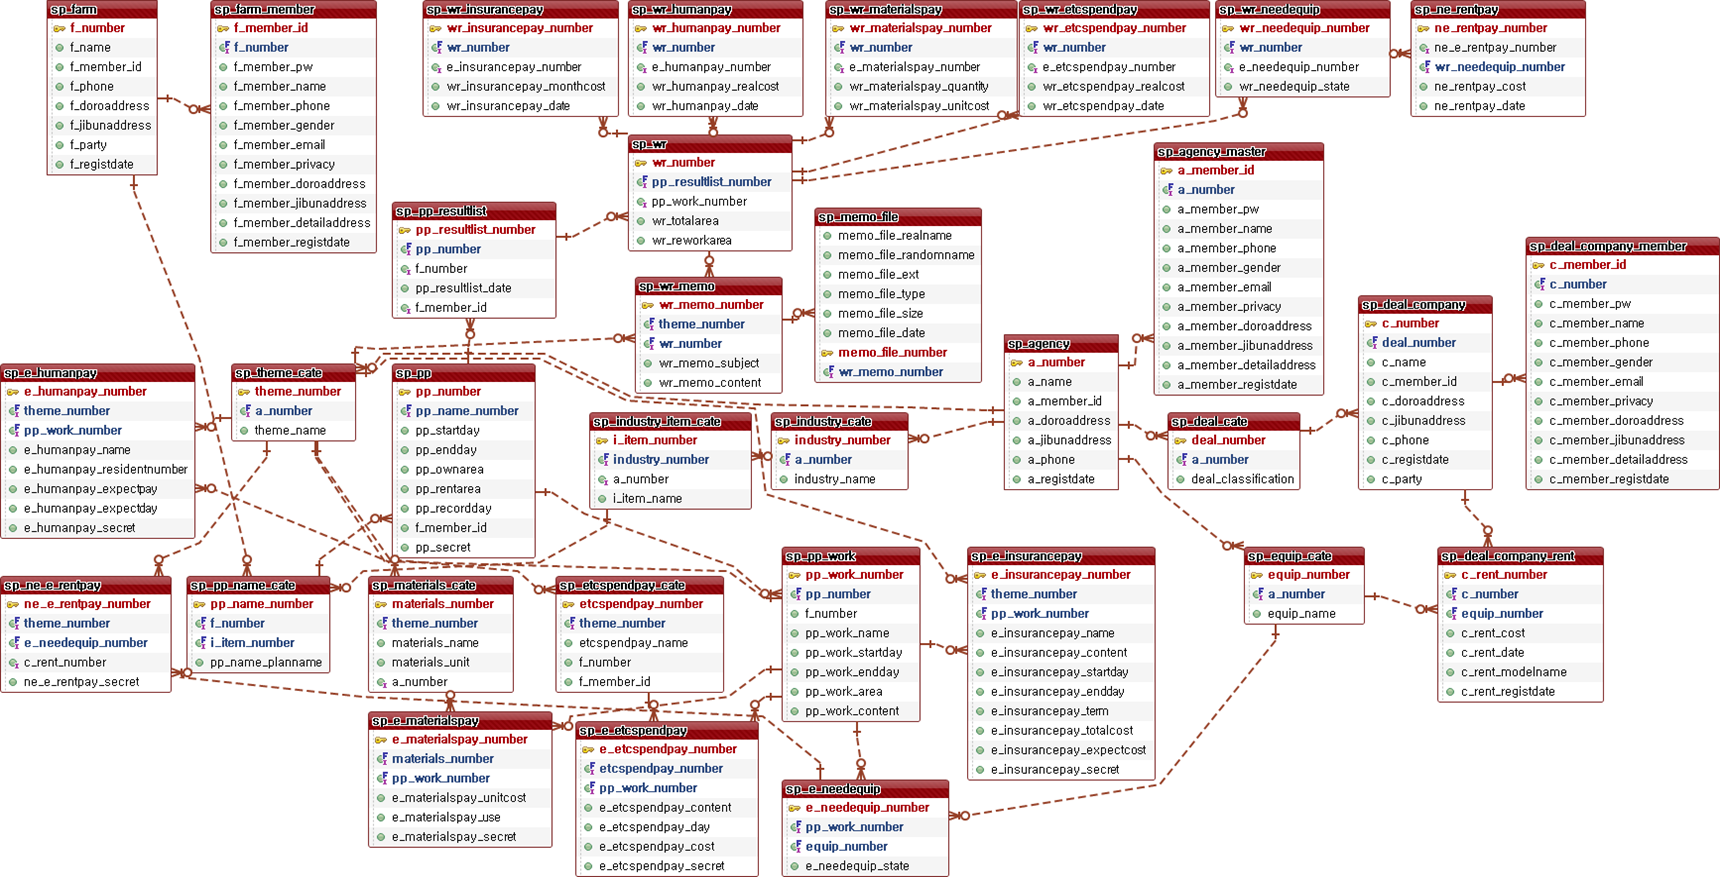 sp_farm
f_number
f_name
f_member_id
f_phone
f_doroaddress
f_jibunaddress
f_party
f_registdate
sp_farm_member
f_member_id
f_number
f_member_pw
f_member_name
f_member_phone
f_member_gender
f_member_email
f_member_privacy
f_member_doroaddress
f_member_jibunaddress
f_member_detailaddress
f_member_registdate
sp_wr_insurancepay
wr_insurancepay_number
wr_number
e_insurancepay_number
wr_insurancepay_monthcost
wr_insurancepay_date
sp_wr_humanpay
wr_humanpay_number
wr_number
e_humanpay_number
wr_humanpay_realcost
wr_humanpay_date
sp_wr_materialspay
wr_materialspay_number
wr_number
e_materialspay_number
wr_materialspay_quantity
wr_materialspay_unitcost
sp_wr_etcspendpay
wr_etcspendpay_number
wr_number
e_etcspendpay_number
wr_etcspendpay_realcost
wr_etcspendpay_date
sp_wr_needequip
wr_needequip_number
wr_number
e_needequip_number
wr_needequip_state
sp_ne_rentpay
ne_rentpay_number
ne_e_rentpay_number
wr_needequip_number
ne_rentpay_cost
ne_rentpay_date
sp_wr
wr_number
pp_resultlist_number
pp_work_number
wr_totalarea
wr_reworkarea
sp_agency_master
a_member_id
a_number
a_member_pw
a_member_name
a_member_phone
a_member_gender
a_member_email
a_member_privacy
a_member_doroaddress
a_member_jibunaddress
a_member_detailaddress
a_member_registdate
sp_pp_resultlist
pp_resultlist_number
pp_number
f_number
pp_resultlist_date
f_member_id
sp_memo_file
memo_file_realname
memo_file_randomname
memo_file_ext
memo_file_type
memo_file_size
memo_file_date
memo_file_number
wr_memo_number
sp_deal_company_member
c_member_id
c_number
c_member_pw
c_member_name
c_member_phone
c_member_gender
c_member_email
c_member_privacy
c_member_doroaddress
c_member_jibunaddress
c_member_detailaddress
c_member_registdate
sp_wr_memo
wr_memo_number
theme_number
wr_number
wr_memo_subject
wr_memo_content
sp_deal_company
c_number
deal_number
c_name
c_member_id
c_doroaddress
c_jibunaddress
c_phone
c_registdate
c_party
sp_agency
a_number
a_name
a_member_id
a_doroaddress
a_jibunaddress
a_phone
a_registdate
sp_e_humanpay
e_humanpay_number
theme_number
pp_work_number
e_humanpay_name
e_humanpay_residentnumber
e_humanpay_expectpay
e_humanpay_expectday
e_humanpay_secret
sp_theme_cate
theme_number
a_number
theme_name
sp_pp
pp_number
pp_name_number
pp_startday
pp_endday
pp_ownarea
pp_rentarea
pp_recordday
f_member_id
pp_secret
sp_industry_item_cate
i_item_number
industry_number
a_number
i_item_name
sp_industry_cate
industry_number
a_number
industry_name
sp_deal_cate
deal_number
a_number
deal_classification
sp_pp_work
pp_work_number
pp_number
f_number
pp_work_name
pp_work_startday
pp_work_endday
pp_work_area
pp_work_content
sp_e_insurancepay
e_insurancepay_number
theme_number
pp_work_number
e_insurancepay_name
e_insurancepay_content
e_insurancepay_startday
e_insurancepay_endday
e_insurancepay_term
e_insurancepay_totalcost
e_insurancepay_expectcost
e_insurancepay_secret
sp_equip_cate
equip_number
a_number
equip_name
sp_deal_company_rent
c_rent_number
c_number
equip_number
c_rent_cost
c_rent_date
c_rent_modelname
c_rent_registdate
sp_ne_e_rentpay
ne_e_rentpay_number
theme_number
e_needequip_number
c_rent_number
ne_e_rentpay_secret
sp_pp_name_cate
pp_name_number
f_number
i_item_number
pp_name_planname
sp_materials_cate
materials_number
theme_number
materials_name
materials_unit
a_number
sp_etcspendpay_cate
etcspendpay_number
theme_number
etcspendpay_name
f_number
f_member_id
sp_e_materialspay
e_materialspay_number
materials_number
pp_work_number
e_materialspay_unitcost
e_materialspay_use
e_materialspay_secret
sp_e_etcspendpay
e_etcspendpay_number
etcspendpay_number
pp_work_number
e_etcspendpay_content
e_etcspendpay_day
e_etcspendpay_cost
e_etcspendpay_secret
sp_e_needequip
e_needequip_number
pp_work_number
equip_number
e_needequip_state